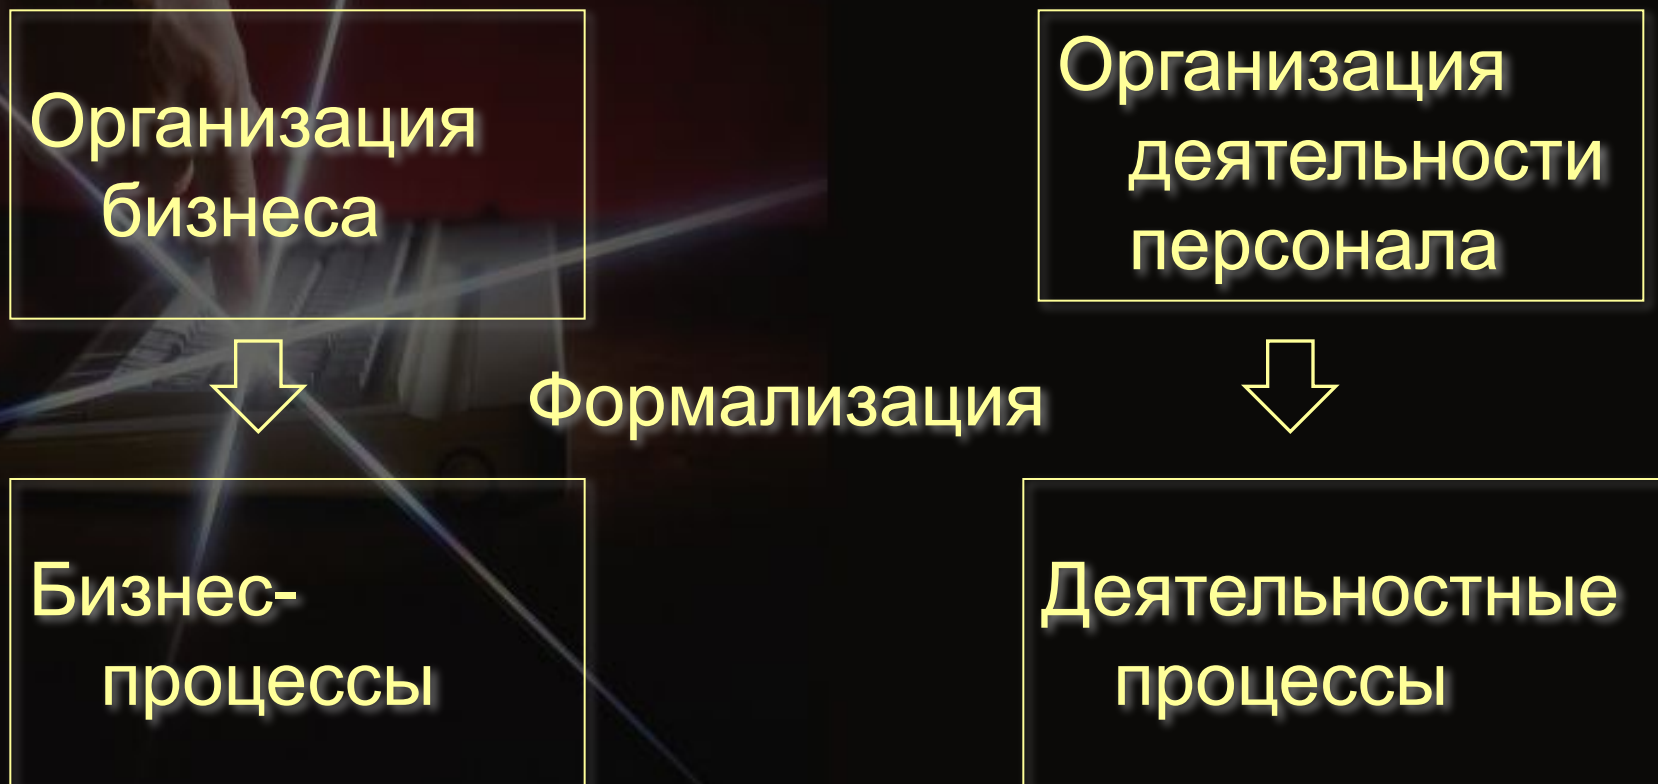 Организация
бизнеса
Организация
деятельности
персонала
Формализация
Бизнес-
процессы
Деятельностные
процессы